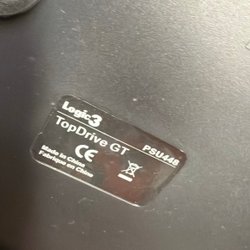 Logic3
TopDrive GT
PSU448
Made in China
Fabriqué en Chine
CE